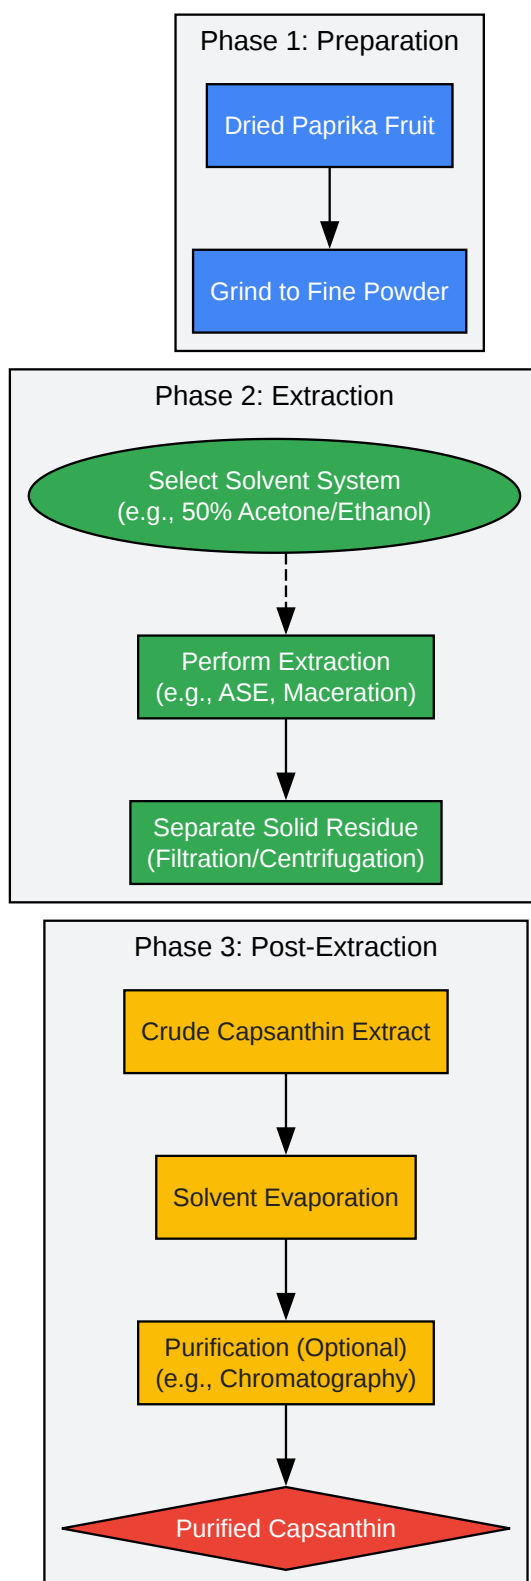 Phase 1: Preparation
Dried Paprika Fruit
Grind to Fine Powder
Phase 2: Extraction
Select Solvent System
(e.g., 50% Acetone/Ethanol)
Perform Extraction
(e.g., ASE, Maceration)
Separate Solid Residue
(Filtration/Centrifugation)
Phase 3: Post-Extraction
Crude Capsanthin Extract
Solvent Evaporation
Purification (Optional)
(e.g., Chromatography)
Purified Capsanthin